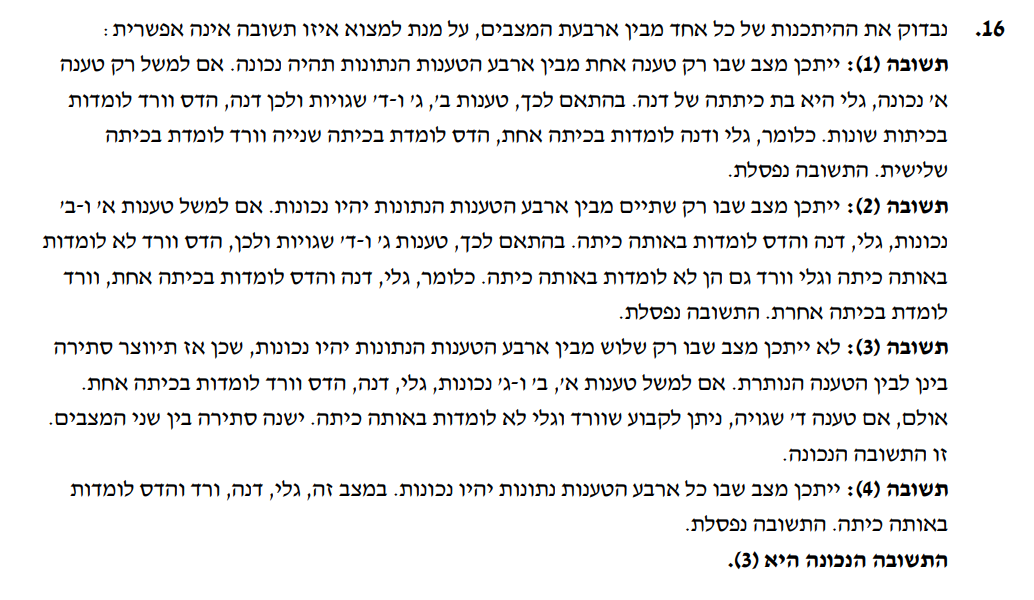 16. נבדוק את ההיתכנות של כל אחד מבין ארבעת המצבים, על מנת למצוא איזו תשובה אינה אפשרית:
תשובה (1): ייתכן מצב שבו רק טענה אחת מבין ארבע הטענות הנתונות תהיה נכונה. אם למשל רק טענה
א' נכונה, גלי היא בת כיתתה של דנה. בהתאם לכך, טענות ב', ג' ו-ד' שגויות ולכן דנה, הדס וורד לומדות
בכיתות שונות. כלומר, גלי ודנה לומדות בכיתה אחת, הדס לומדת בכיתה שנייה וורד לומדת בכיתה
שלישית. התשובה נפסלת.
תשובה (2): ייתכן מצב שבו רק שתיים מבין ארבע הטענות הנתונות יהיו נכונות. אם למשל טענות א' ו-ב'
נכונות, גלי, דנה והדס לומדות באותה כיתה. בהתאם לכך, טענות ג' ו-ד' שגויות ולכן, הדס וורד לא לומדות
באותה כיתה וגלי וורד גם הן לא לומדות באותה כיתה. כלומר, גלי, דנה והדס לומדות בכיתה אחת, וורד
לומדת בכיתה אחרת. התשובה נפסלת.
תשובה (3): לא ייתכן מצב שבו רק שלוש מבין ארבע הטענות הנתונות יהיו נכונות, שכן אז תיווצר סתירה
בינן לבין הטענה הנותרת. אם למשל טענות א', ב' ו-ג' נכונות, גלי, דנה, הדס וורד לומדות בכיתה אחת.
אולם, אם טענה ד' שגויה, ניתן לקבוע שוורד וגלי לא לומדות באותה כיתה. ישנה סתירה בין שני המצבים.
זו התשובה הנכונה.
תשובה (4): ייתכן מצב שבו כל ארבע הטענות נתונות יהיו נכונות. במצב זה, גלי, דנה, ורד והדס לומדות
באותה כיתה. התשובה נפסלת.
התשובה הנכונה היא (3).